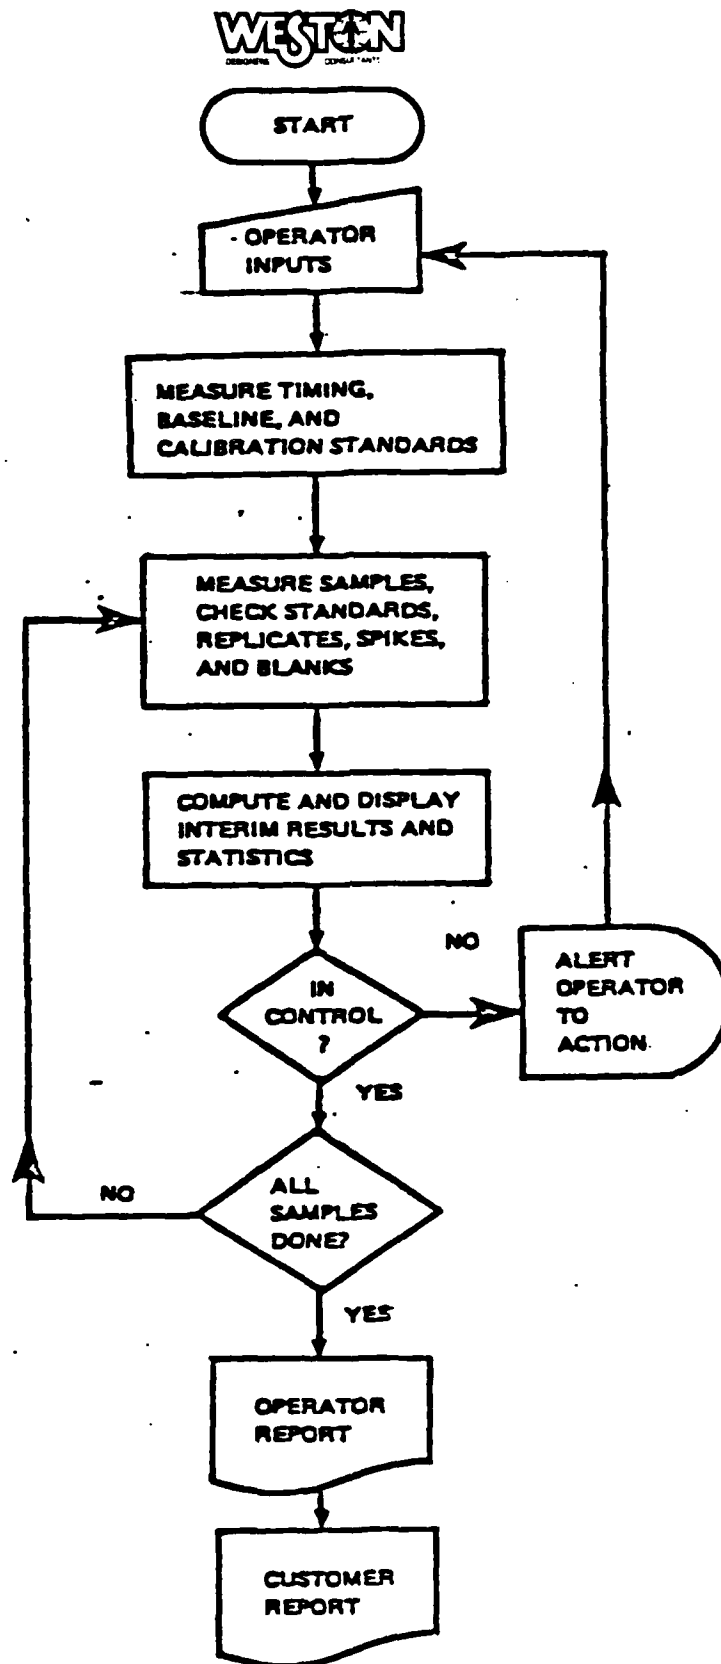 WESTON
DESIGNERS CONSULTANTS
START
OPERATOR
INPUTS
MEASURE TIMING,
BASELINE, AND
CALIBRATION STANDARDS
MEASURE SAMPLES,
CHECK STANDARDS,
REPLICATES, SPIKES,
AND BLANKS
COMPUTE AND DISPLAY
INTERIM RESULTS AND
STATISTICS
NO
IN
CONTROL
?
ALERT
OPERATOR
TO
ACTION
YES
NO
ALL
SAMPLES
DONE?
YES
OPERATOR
REPORT
CUSTOMER
REPORT